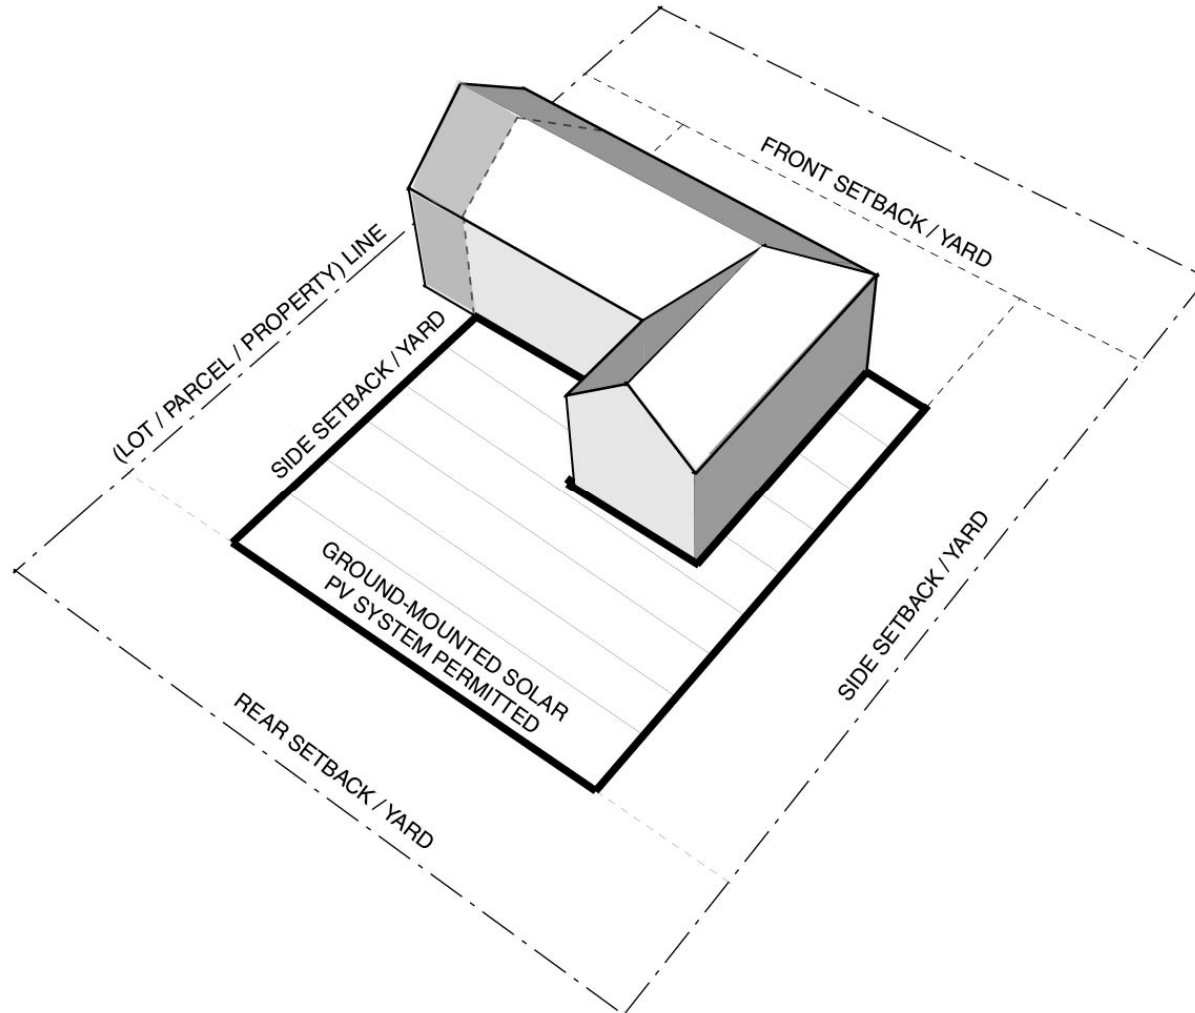 FRONT SETBACK / YARD
(LOT / PARCEL / PROPERTY) LINE
SIDE SETBACK / YARD
GROUND-MOUNTED SOLAR
PV SYSTEM PERMITTED
SIDE SETBACK / YARD
REAR SETBACK / YARD